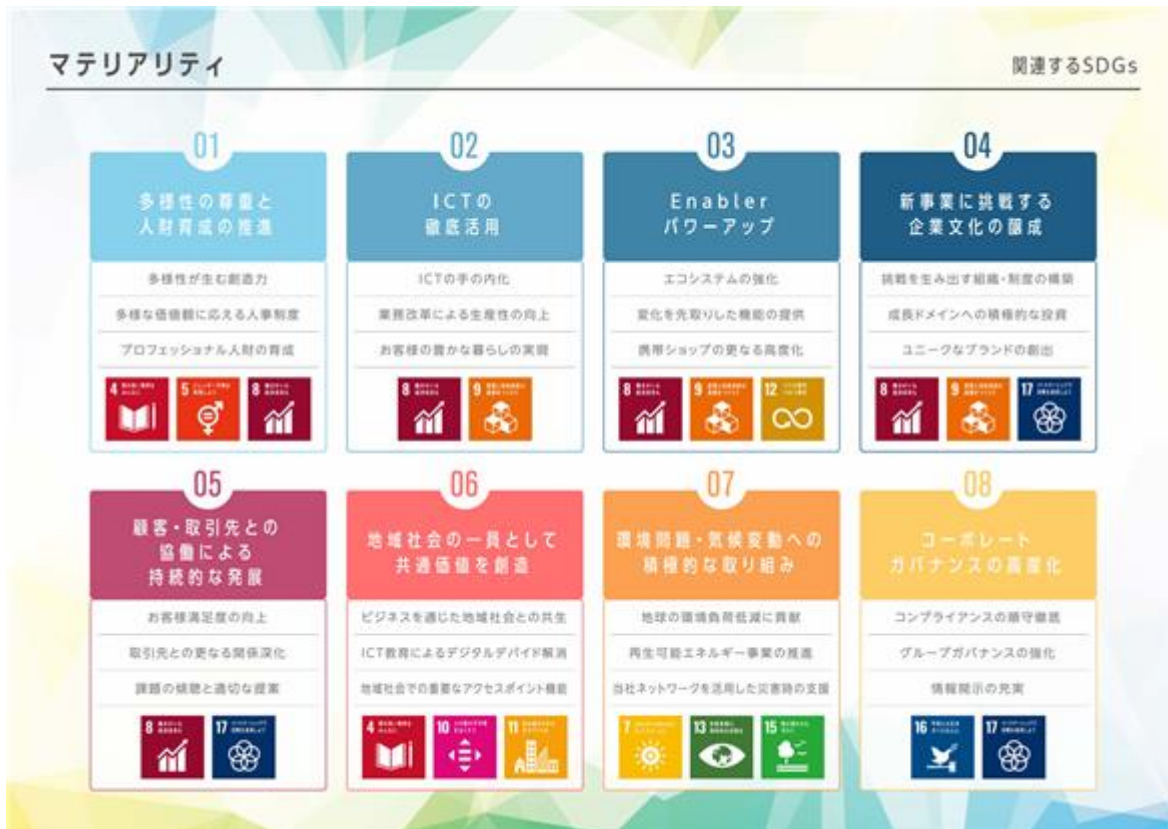 マテリアリティ
関連するSDGs
01
多様性の尊重と
人財育成の推進
多様性が生む創造力
多様な価値観に応える人事制度
プロフェッショナル人財の育成
4
5
8
02
ICTの
徹底活用
ICTの手の内化
業務改革による生産性の向上
お客様の豊かな暮らしの実現
8
9
03
Enabler
パワーアップ
エコシステムの強化
変化を先取りした機能の提供
携帯ショップの更なる高度化
8
9
12
04
新事業に挑戦する
企業文化の醸成
挑戦を生み出す組織・制度の構築
成長ドメインへの積極的な投資
ユニークなブランドの創出
8
9
17
05
顧客・取引先との
協働による
持続的な発展
お客様満足度の向上
取引先との更なる関係深化
課題の傾聴と適切な提案
8
17
06
地域社会の一員として
共通価値を創造
ビジネスを通じた地域社会との共生
ICT教育によるデジタルデバイド解消
地域社会での重要なアクセスポイント機能
4
10
11
07
環境問題・気候変動への
積極的な取り組み
地球の環境負荷低減に貢献
再生可能エネルギー事業の推進
当社ネットワークを活用した災害時の支援
7
13
15
08
コーポレート
ガバナンスの高度化
コンプライアンスの順守徹底
グループガバナンスの強化
情報開示の充実
16
17